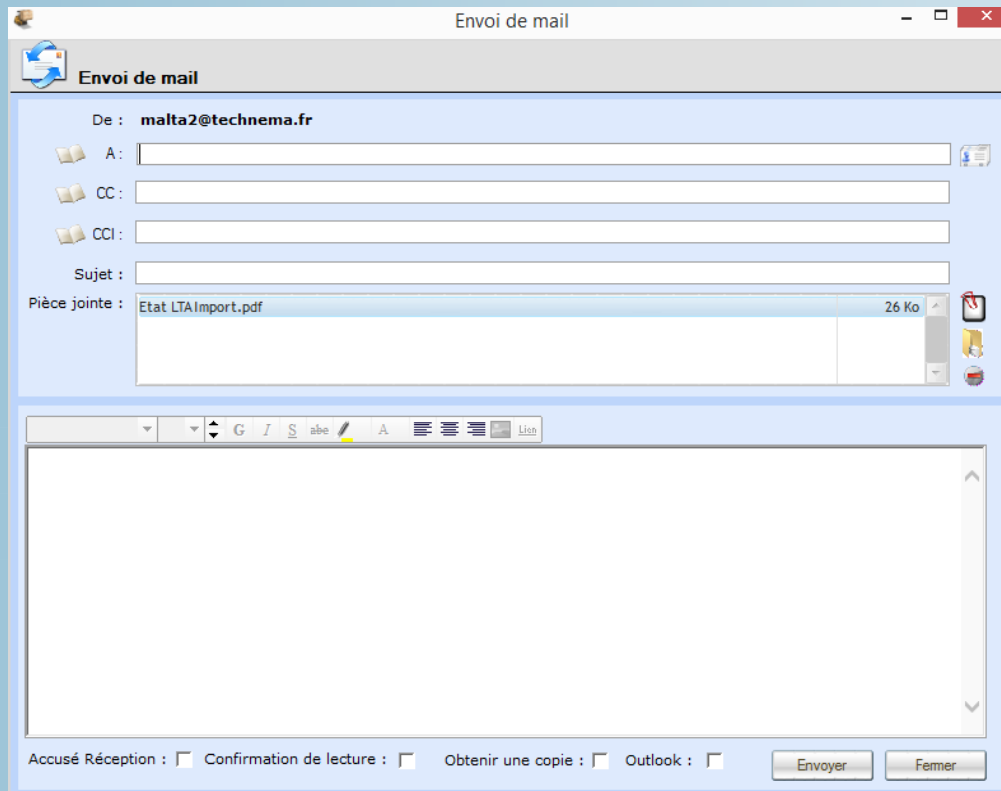 Envoi de mail
Envoi de mail
De : malta2@technema.fr
A :
CC :
CCI :
Sujet :
Pièce jointe : Etat LTAImport.pdf 26 Ko
G I S abe A Lien
Accusé Réception : Confirmation de lecture : Obtenir une copie : Outlook : Envoyer Fermer